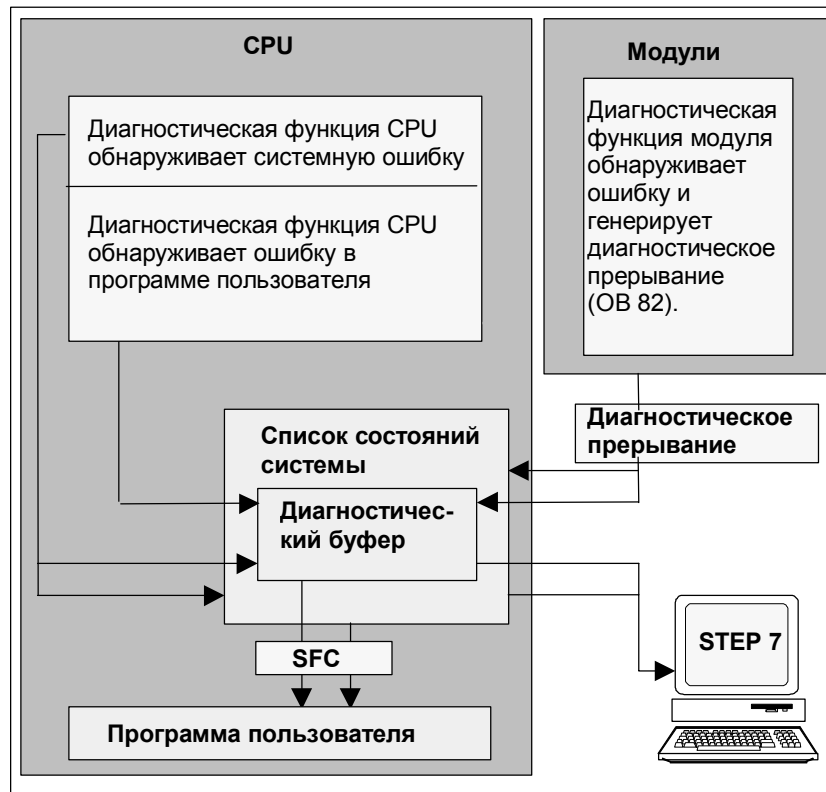 CPU
Диагностическая функция CPU
обнаруживает системную ошибку
Диагностическая функция CPU
обнаруживает ошибку в
программе пользователя
Модули
Диагностическая
функция модуля
обнаруживает
ошибку и
генерирует
диагностическое
прерывание
(OB 82).
Диагностическое
прерывание
Список состояний
системы
Диагностичес-
кий буфер
SFC
Программа пользователя
STEP 7